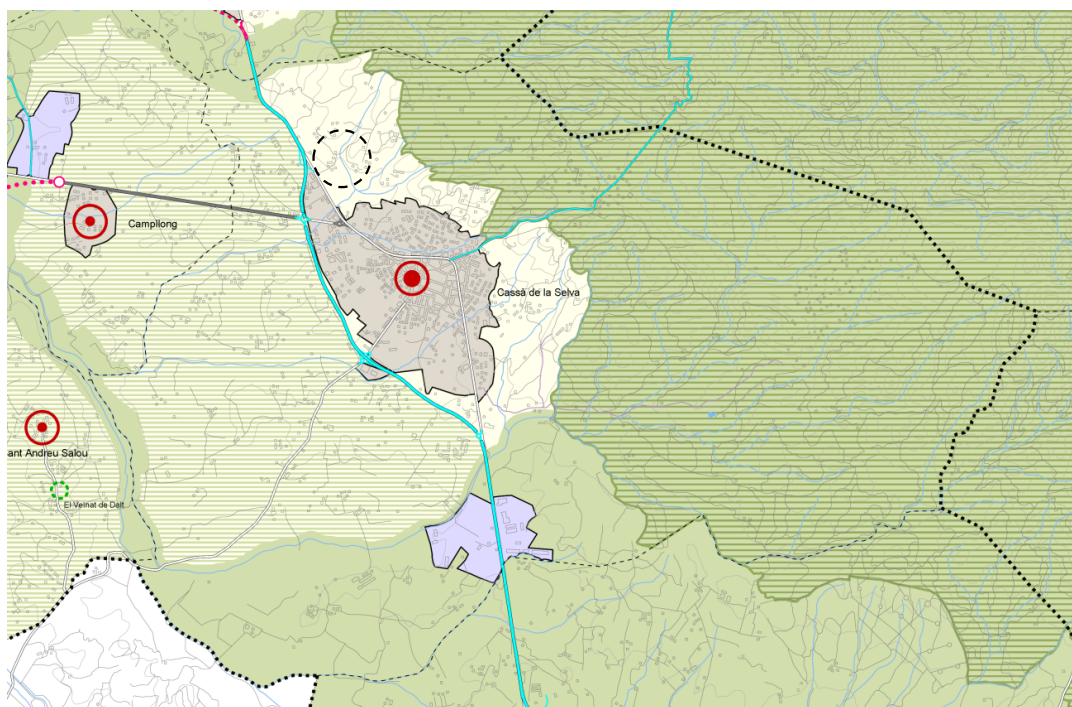 Campllong
Cassà de la Selva
ant Andreu Salou
El Veïnat de Dalt